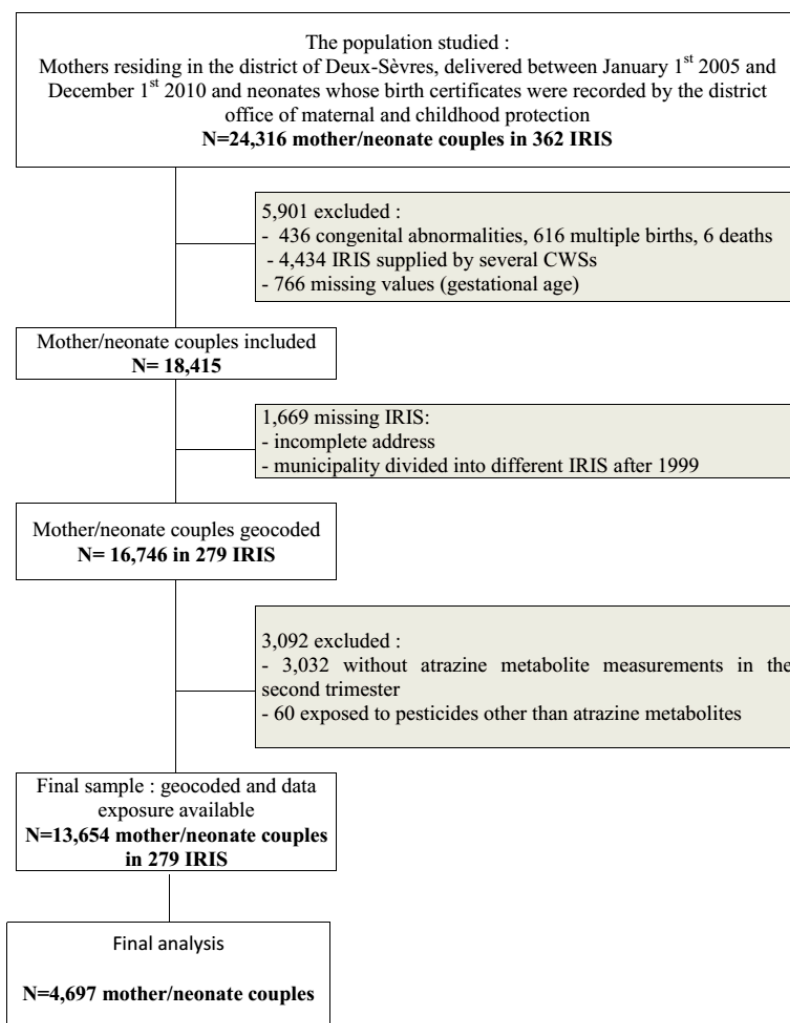 The population studied :
Mothers residing in the district of Deux-Sèvres, delivered between January 1st 2005 and
December 1st 2010 and neonates whose birth certificates were recorded by the district
office of maternal and childhood protection
N=24,316 mother/neonate couples in 362 IRIS
5,901 excluded :
- 436 congenital abnormalities, 616 multiple births, 6 deaths
- 4,434 IRIS supplied by several CWSs
- 766 missing values (gestational age)
Mother/neonate couples included
N= 18,415
1,669 missing IRIS:
- incomplete address
- municipality divided into different IRIS after 1999
Mother/neonate couples geocoded
N= 16,746 in 279 IRIS
3,092 excluded :
- 3,032 without atrazine metabolite measurements in the
second trimester
- 60 exposed to pesticides other than atrazine metabolites
Final sample : geocoded and data
exposure available
N=13,654 mother/neonate couples
in 279 IRIS
Final analysis
N=4,697 mother/neonate couples